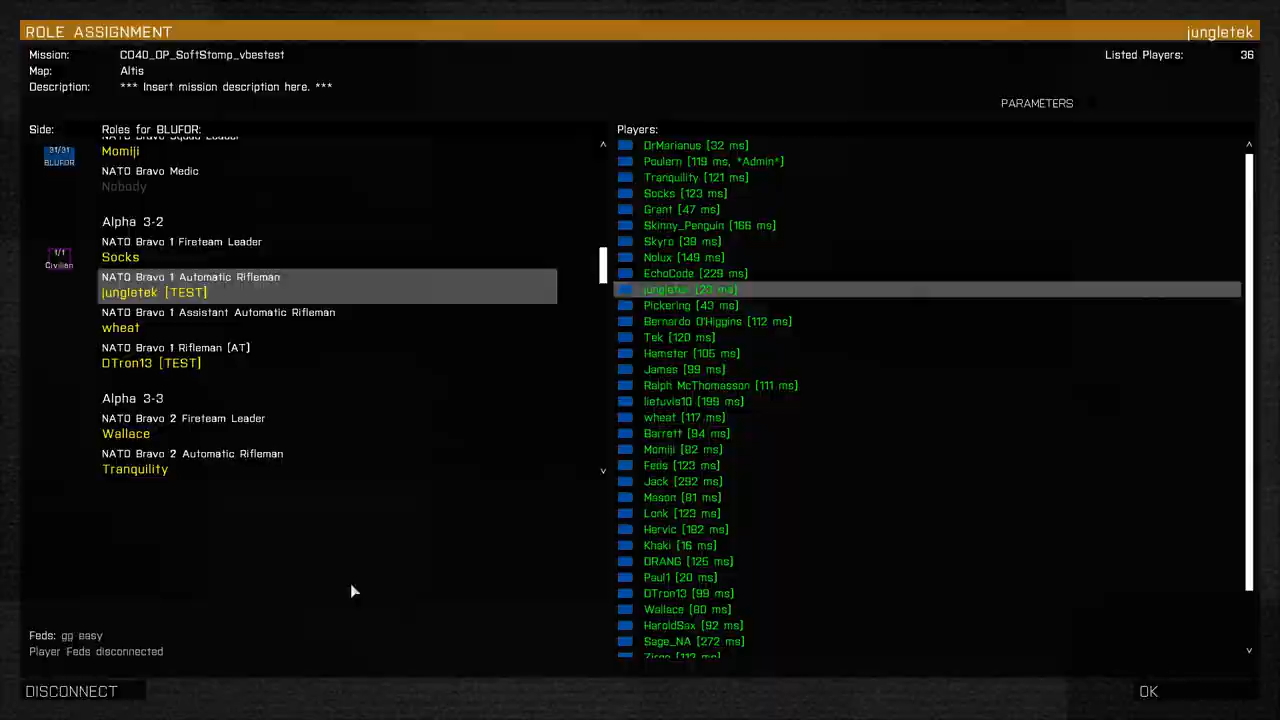 ROLE ASSIGNMENT
jungletek
Mission: CO40_OP_SoftStomp_vbestest
Listed Players: 36
Map: Altis
Description: *** Insert mission description here. ***
PARAMETERS
Side:
Roles for BLUFOR:
31/31
BLUFOR
1/1
Civilian
NATO Bravo Squad Leader
Momiji
NATO Bravo Medic
Nobody
Alpha 3-2
NATO Bravo 1 Fireteam Leader
Socks
NATO Bravo 1 Automatic Rifleman
jungletek [TEST]
NATO Bravo 1 Assistant Automatic Rifleman
wheat
NATO Bravo 1 Rifleman (AT)
DTron13 [TEST]
Alpha 3-3
NATO Bravo 2 Fireteam Leader
Wallace
NATO Bravo 2 Automatic Rifleman
Tranquility
Players:
DrMarianus [32 ms]
Poulern [119 ms, *Admin*]
Tranquility [121 ms]
Socks [123 ms]
Grant [47 ms]
Skinny_Penguin [166 ms]
Skyro [38 ms]
Nolux [149 ms]
EchoCode [229 ms]
jungletek [23 ms]
Pickering [43 ms]
Bernardo O'Higgins [112 ms]
Tek [120 ms]
Hamster [105 ms]
James [99 ms]
Ralph McThomasson [111 ms]
lietuvis10 [199 ms]
wheat [117 ms]
Barrett [94 ms]
Momiji [82 ms]
Feds [123 ms]
Jack [292 ms]
Mason [81 ms]
Lonk [123 ms]
Hervic [182 ms]
Khaki [16 ms]
DRANG [125 ms]
Paul1 [20 ms]
DTron13 [99 ms]
Wallace [80 ms]
HaroldSax [92 ms]
Sage_NA [272 ms]
Feds: gg easy
Player Feds disconnected
DISCONNECT
OK